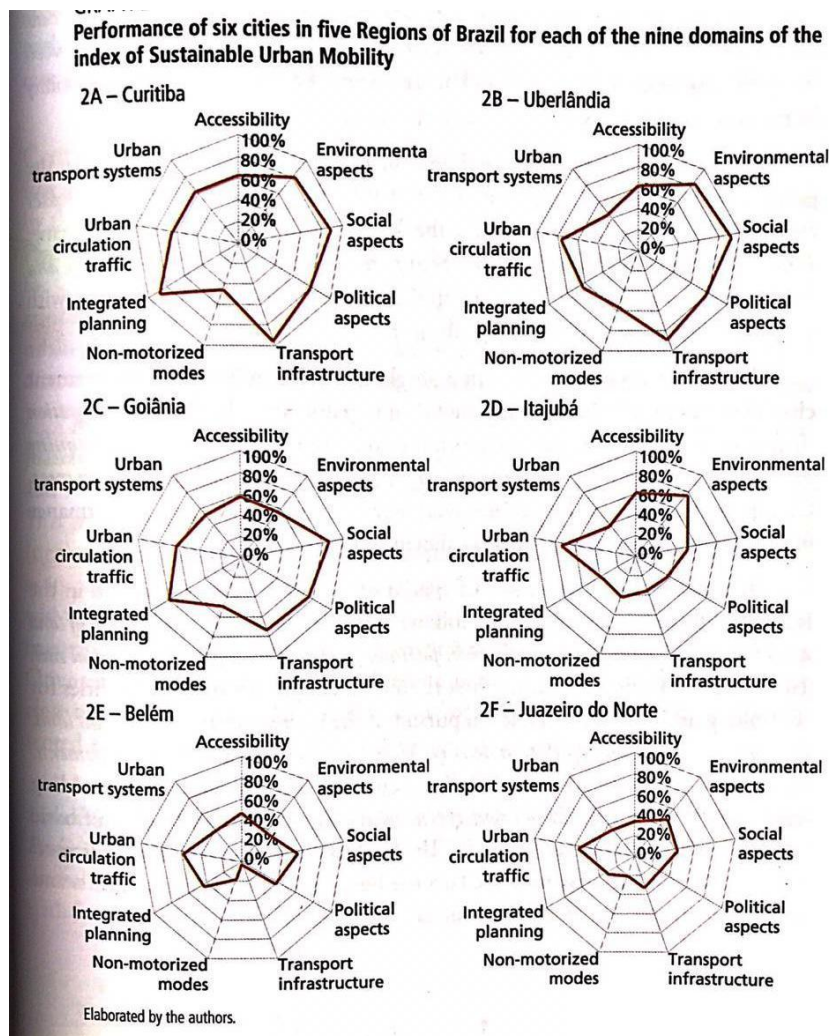 Performance of six cities in five Regions of Brazil for each of the nine domains of the
index of Sustainable Urban Mobility
2A – Curitiba
Accessibility
100%
80%
60%
40%
20%
0%
Environmental
aspects
Social
aspects
Political
aspects
Transport
infrastructure
Non-motorized
modes
Integrated
planning
Urban
circulation
traffic
Urban
transport systems
2B – Uberlândia
Accessibility
100%
80%
60%
40%
20%
0%
Environmental
aspects
Social
aspects
Political
aspects
Transport
infrastructure
Non-motorized
modes
Integrated
planning
Urban
circulation
traffic
Urban
transport systems
2C – Goiânia
Accessibility
100%
80%
60%
40%
20%
0%
Environmental
aspects
Social
aspects
Political
aspects
Transport
infrastructure
Non-motorized
modes
Integrated
planning
Urban
circulation
traffic
Urban
transport systems
2D – Itajubá
Accessibility
100%
80%
60%
40%
20%
0%
Environmental
aspects
Social
aspects
Political
aspects
Transport
infrastructure
Non-motorized
modes
Integrated
planning
Urban
circulation
traffic
Urban
transport systems
2E – Belém
Accessibility
100%
80%
60%
40%
20%
0%
Environmental
aspects
Social
aspects
Political
aspects
Transport
infrastructure
Non-motorized
modes
Integrated
planning
Urban
circulation
traffic
Urban
transport systems
2F – Juazeiro do Norte
Accessibility
100%
80%
60%
40%
20%
0%
Environmental
aspects
Social
aspects
Political
aspects
Transport
infrastructure
Non-motorized
modes
Integrated
planning
Urban
circulation
traffic
Urban
transport systems
Elaborated by the authors.